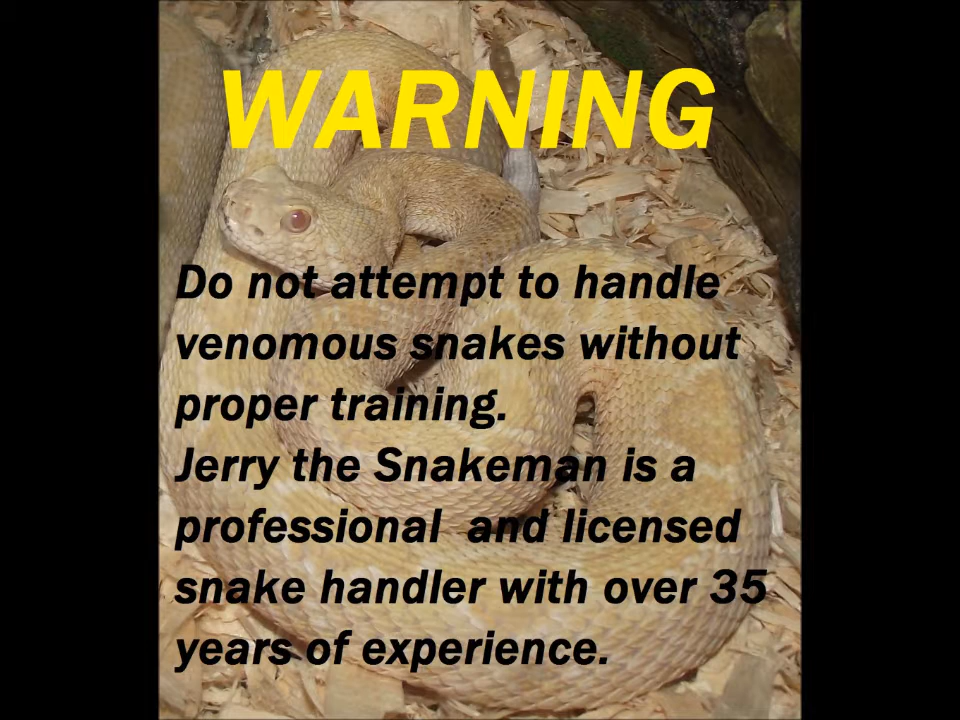 WARNING
Do not attempt to handle
venomous snakes without
proper training.
Jerry the Snakeman is a
professional  and licensed
snake handler with over 35
years of experience.